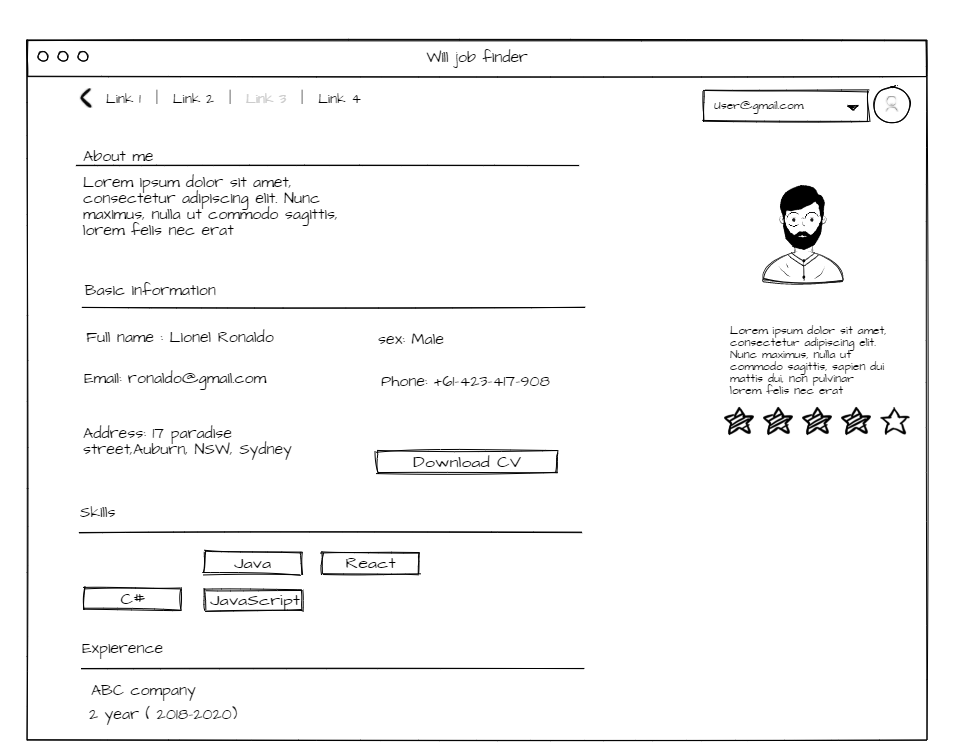 Will job finder
Link 1 | Link 2 | Link 3 | Link 4
User@gmail.com
About me
Lorem ipsum dolor sit amet,
consectetur adipiscing elit. Nunc
maximus, nulla ut commodo sagittis,
lorem felis nec erat
Basic Information
Full name : Lionel Ronaldo
sex: Male
Email: ronaldo@gmail.com
Phone: +61-423-417-908
Address: 17 paradise
street,Auburn, NSW, Sydney
Download CV
Lorem ipsum dolor sit amet,
consectetur adipiscing elit.
Nunc maximus, nulla ut
commodo sagittis, sapien dui
mattis dui, non pulvinar
lorem felis nec erat
Skills
Java
React
C#
JavaScript
Expierence
ABC company
2 year ( 2018-2020)